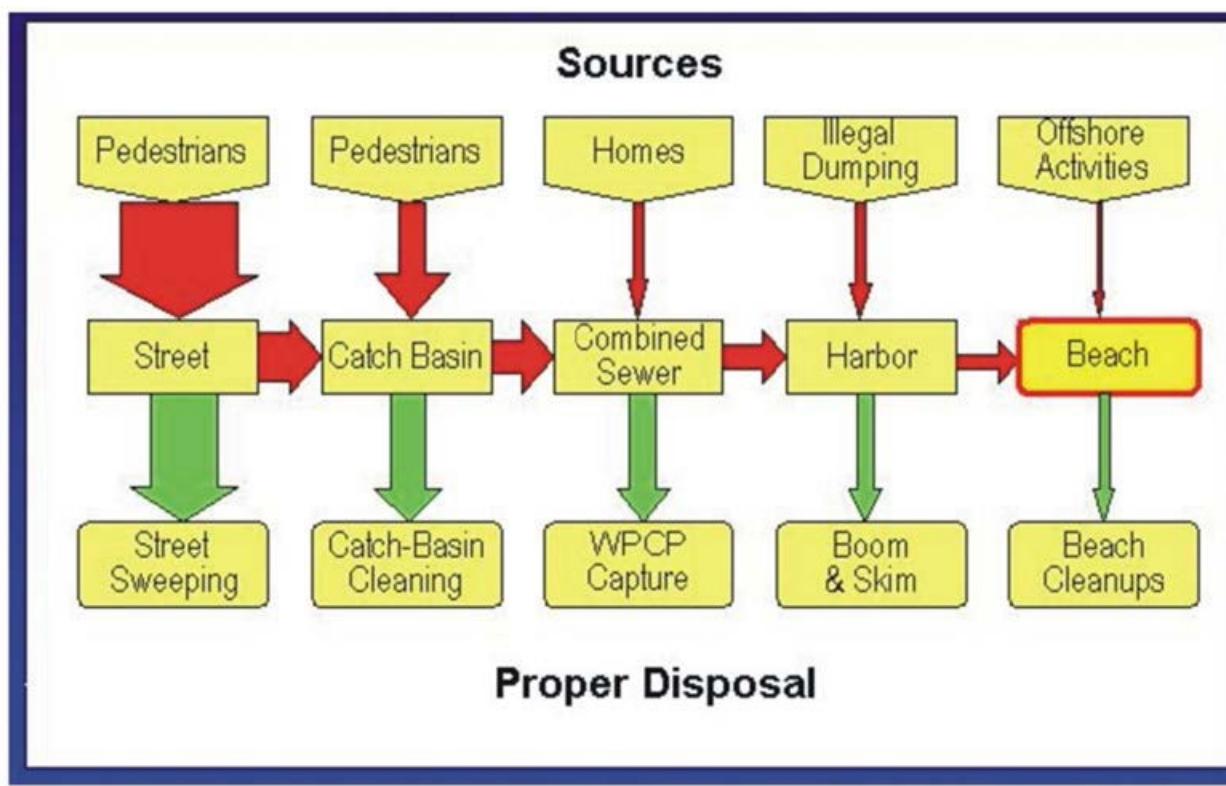 Sources
Pedestrians
Pedestrians
Homes
Illegal
Dumping
Offshore
Activities
Street
Catch Basin
Combined
Sewer
Harbor
Beach
Street
Sweeping
Catch-Basin
Cleaning
WPCP
Capture
Boom
& Skim
Beach
Cleanups
Proper Disposal